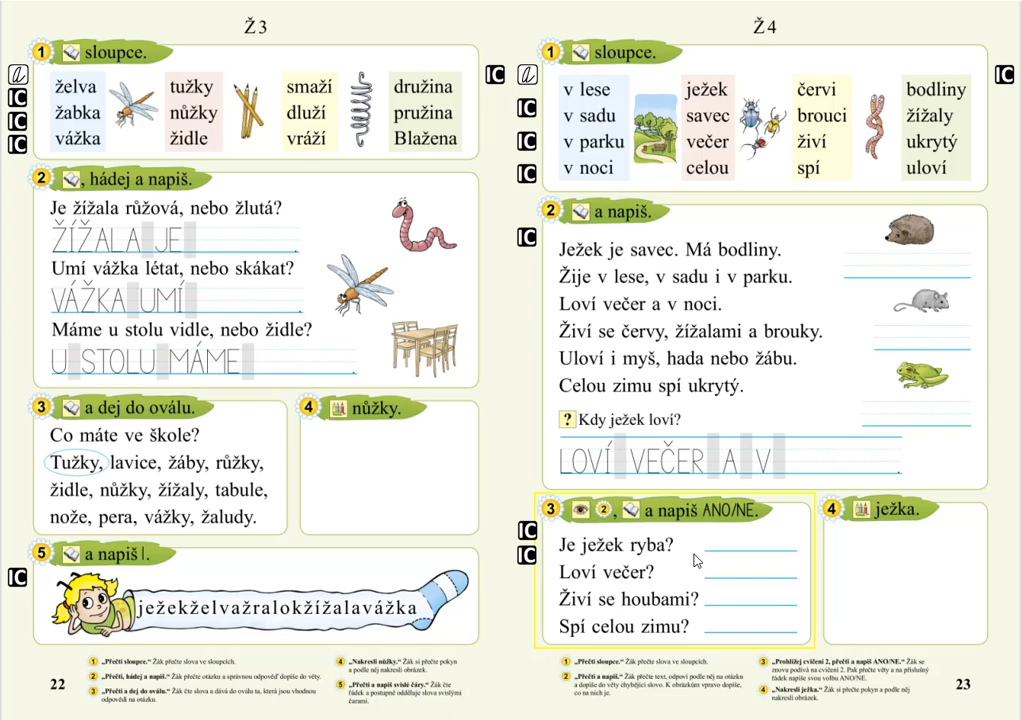 Ž 3
1 sloupce.
želva tužky smaží družina
žabka nůžky dluží pružina
vážka židle vráží Blažena
2 , hádej a napiš.
Je žížala růžová, nebo žlutá?
ŽÍŽALA JE .
Umí vážka létat, nebo skákat?
VÁŽKA UMÍ .
Máme u stolu vidle, nebo židle?
U STOLU MÁME .
3 a dej do oválu.
Co máte ve škole?
Tužky, lavice, žáby, růžky,
židle, nůžky, žížaly, tabule,
nože, pera, vážky, žaludy.
4 nůžky.
5 a napiš |.
ježekželvažralokžížalavážka
1 „Přečti sloupce.“ Žák přečte slova ve sloupcích.
2 „Přečti, hádej a napiš.“ Žák přečte otázku a správnou odpověď dopíše do věty.
3 „Přečti a dej do oválu.“ Žák čte slova a dává do oválu ta, která jsou vhodnou
odpovědí na otázku.
4 „Nakresli nůžky.“ Žák si přečte pokyn
a podle něj nakreslí obrázek.
5 „Přečti a napiš svislé čáry.“ Žák čte
řádek a postupně odděluje slova svislými
čarami.
22
Ž 4
1 sloupce.
v lese ježek červi bodliny
v sadu savec brouci žížaly
v parku večer živí ukrytý
v noci celou spí uloví
2 a napiš.
Ježek je savec. Má bodliny.
Žije v lese, v sadu i v parku.
Loví večer a v noci.
Živí se červy, žížalami a brouky.
Uloví i myš, hada nebo žábu.
Celou zimu spí ukrytý.
? Kdy ježek loví?
LOVÍ VEČER A V .
3 2 , a napiš ANO/NE.
Je ježek ryba?
Loví večer?
Živí se houbami?
Spí celou zimu?
4 ježka.
1 „Přečti sloupce.“ Žák přečte slova ve sloupcích.
2 „Přečti a napiš.“ Žák přečte text, odpoví podle něj na otázku
a dopíše do věty chybějící slovo. K obrázkům vpravo dopíše,
co na nich je.
3 „Prohlížej cvičení 2, přečti a napiš ANO/NE.“ Žák se
znova podívá na cvičení 2. Pak přečte věty a na příslušný
řádek napíše svou volbu ANO/NE.
4 „Nakresli ježka.“ Žák si přečte pokyn a podle něj
nakreslí obrázek.
23